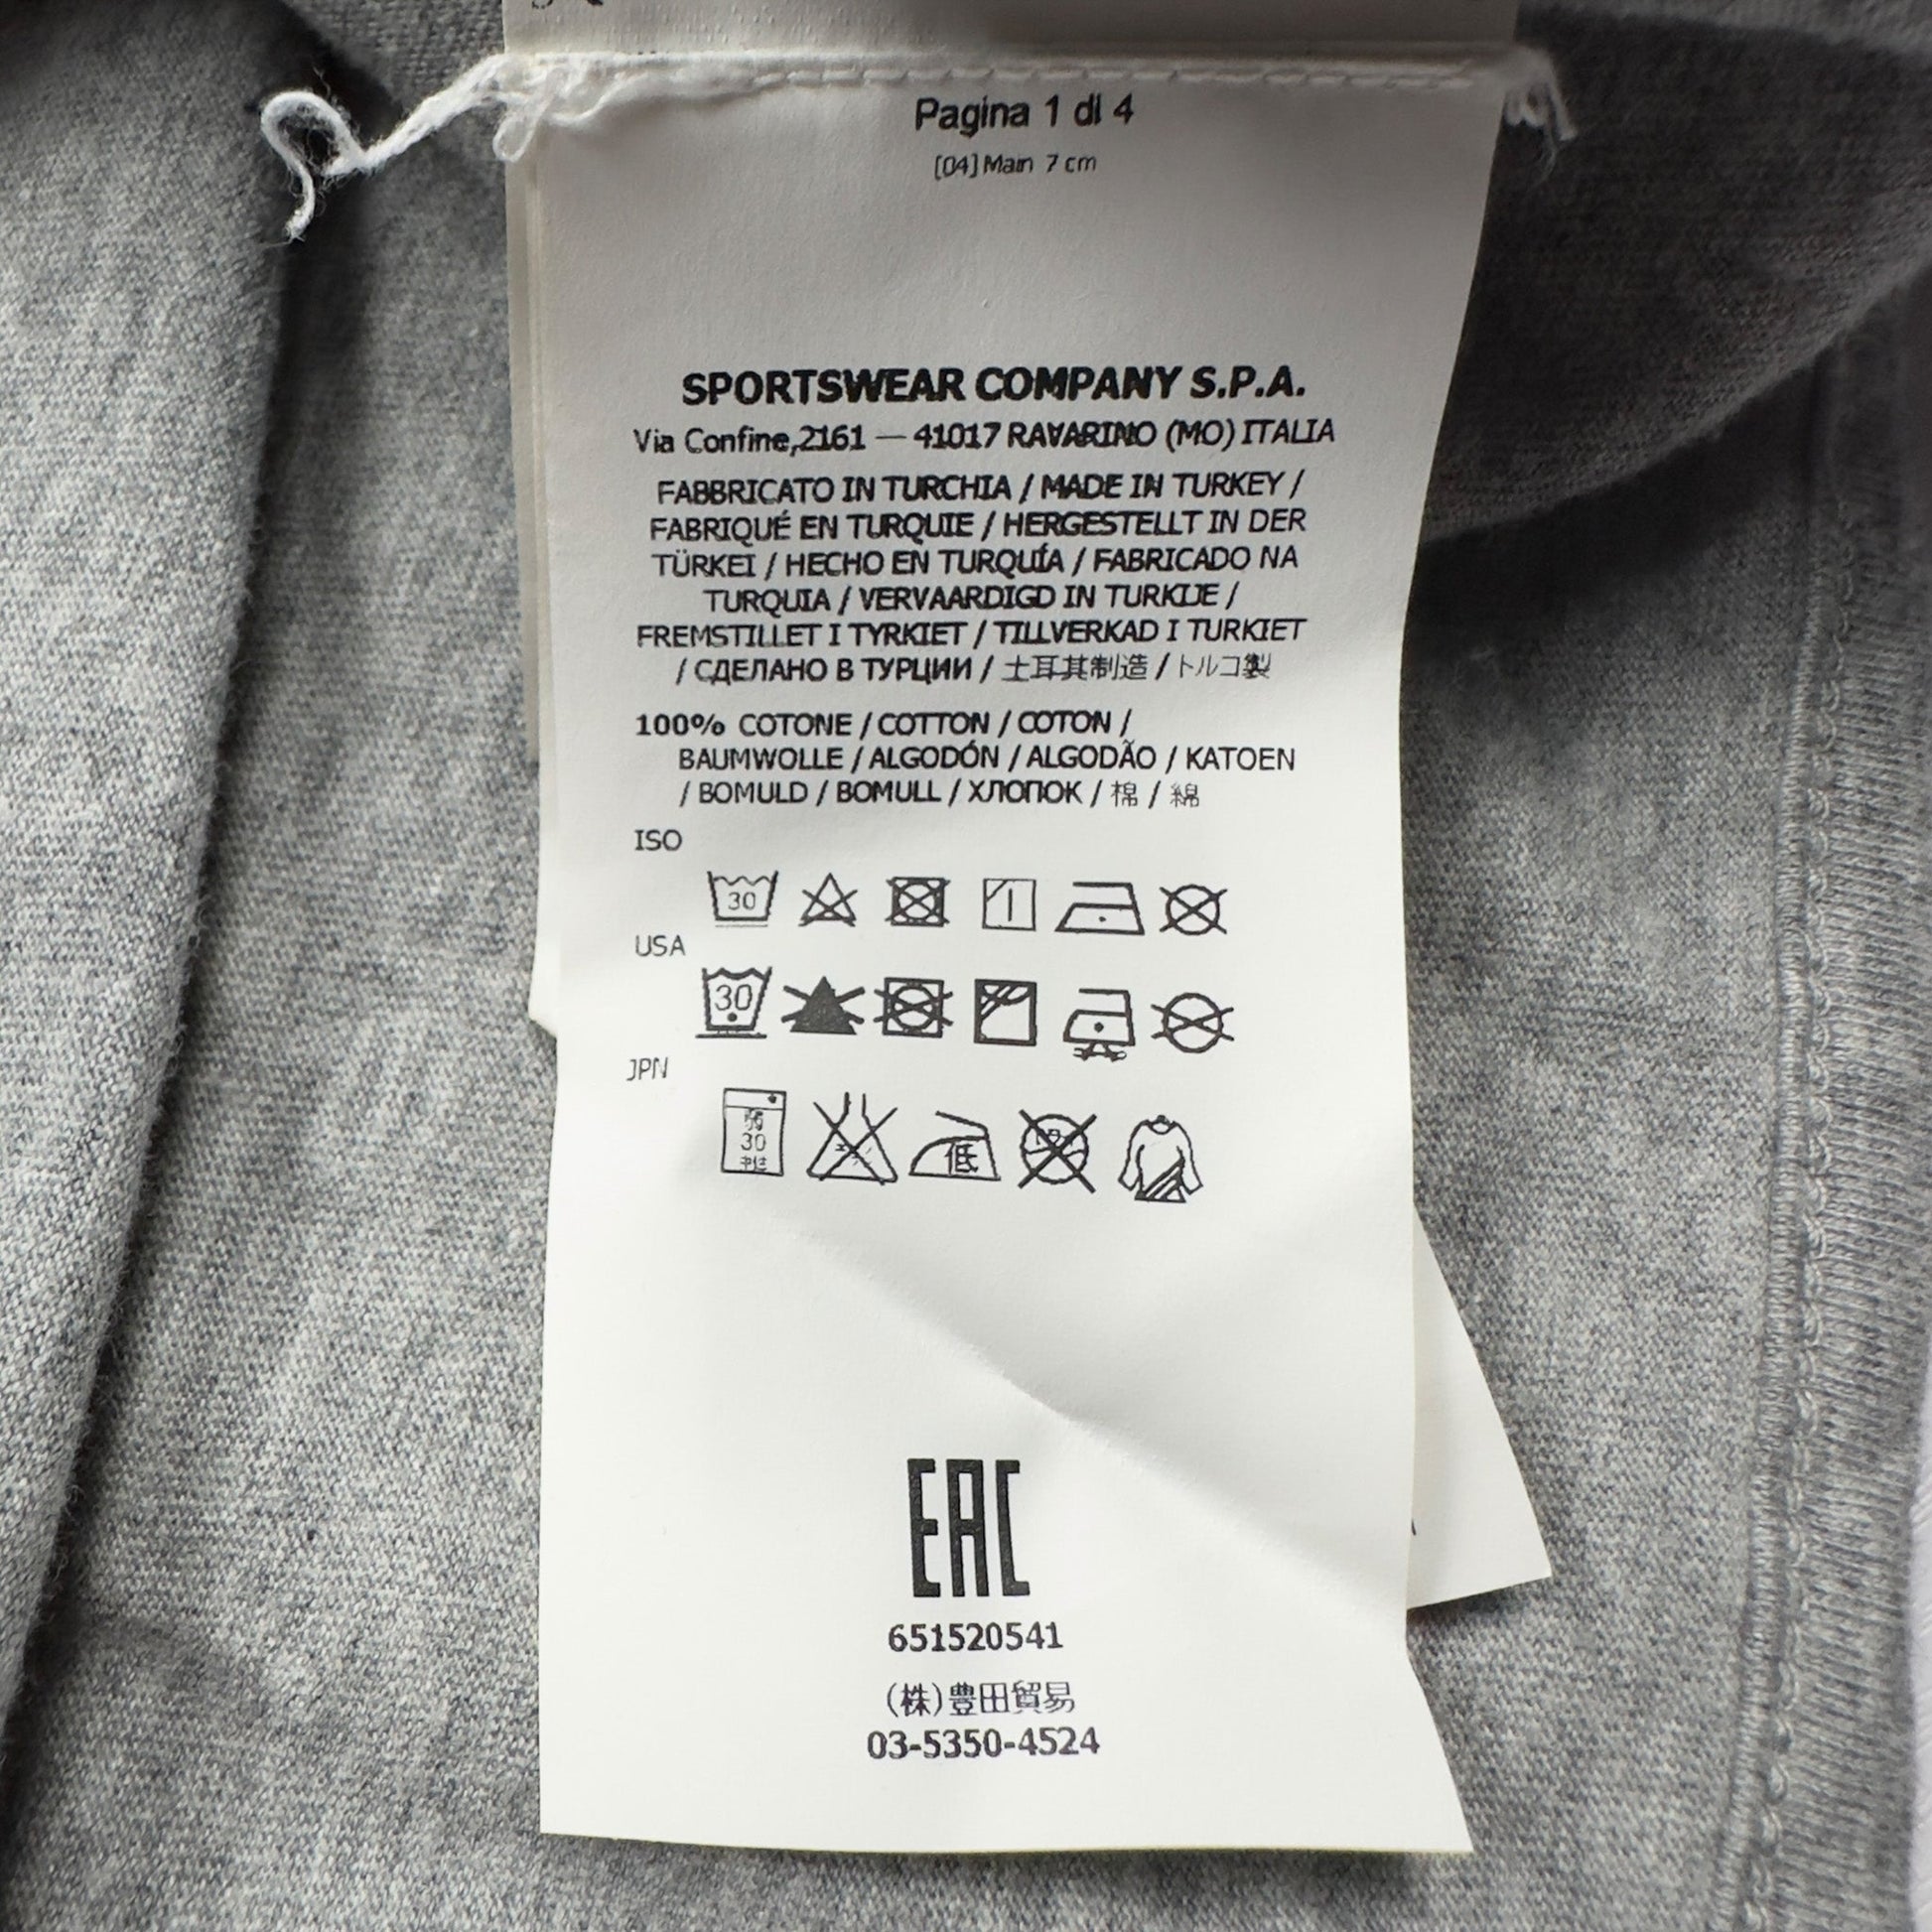 Pagina 1 di 4
[04] Main 7 cm
SPORTSWEAR COMPANY S.P.A.
Via Confine,2161 — 41017 RAVARINO (MO) ITALIA
FABBRICATO IN TURCHIA / MADE IN TURKEY /
FABRIQUÉ EN TURQUIE / HERGESTELLT IN DER
TÜRKEI / HECHO EN TURQUÍA / FABRICADO NA
TURQUIA / VERVAARDIGD IN TURKIJE /
FREMSTILLET I TYRKIET / TILLVERKAD I TURKIET
/ СДЕЛАНО В ТУРЦИИ / 土耳其制造 / トルコ製
100% COTONE / COTTON / COTON /
BAUMWOLLE / ALGODÓN / ALGODÃO / KATOEN
/ BOMULD / BOMULL / ХЛОПОК / 棉 / 綿
ISO
30
USA
30
JPN
弱
30
中性
低
EAC
651520541
(株)豊田貿易
03-5350-4524